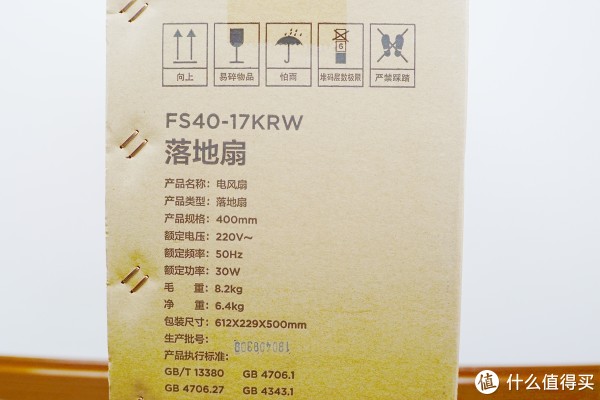 6
向上 易碎物品 怕雨 堆码层数极限 严禁踩踏
FS40-17KRW
落地扇
产品名称：电风扇
产品类型：落地扇
产品规格：400mm
额定电压：220V～
额定频率：50Hz
额定功率：30W
毛 重：8.2kg
净 重：6.4kg
包装尺寸：612X229X500mm
生产批号：
产品执行标准：
GB/T 13380 GB 4706.1
GB 4706.27 GB 4343.1
值 什么值得买